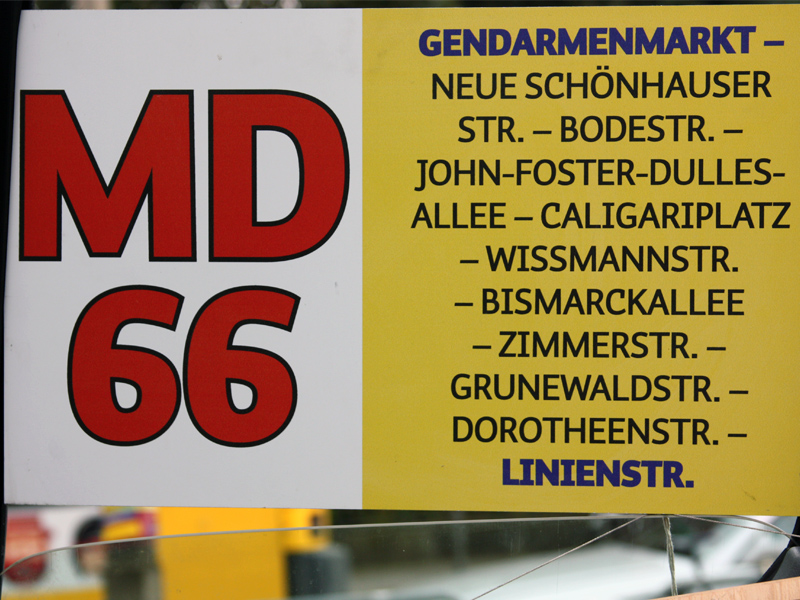 MD
66
GENDARMENMARKT –
NEUE SCHÖNHAUSER
STR. – BODESTR. –
JOHN-FOSTER-DULLES-
ALLEE – CALIGARIPLATZ
– WISSMANNSTR.
– BISMARCKALLEE
– ZIMMERSTR. –
GRUNEWALDSTR. –
DOROTHEENSTR. –
LINIENSTR.